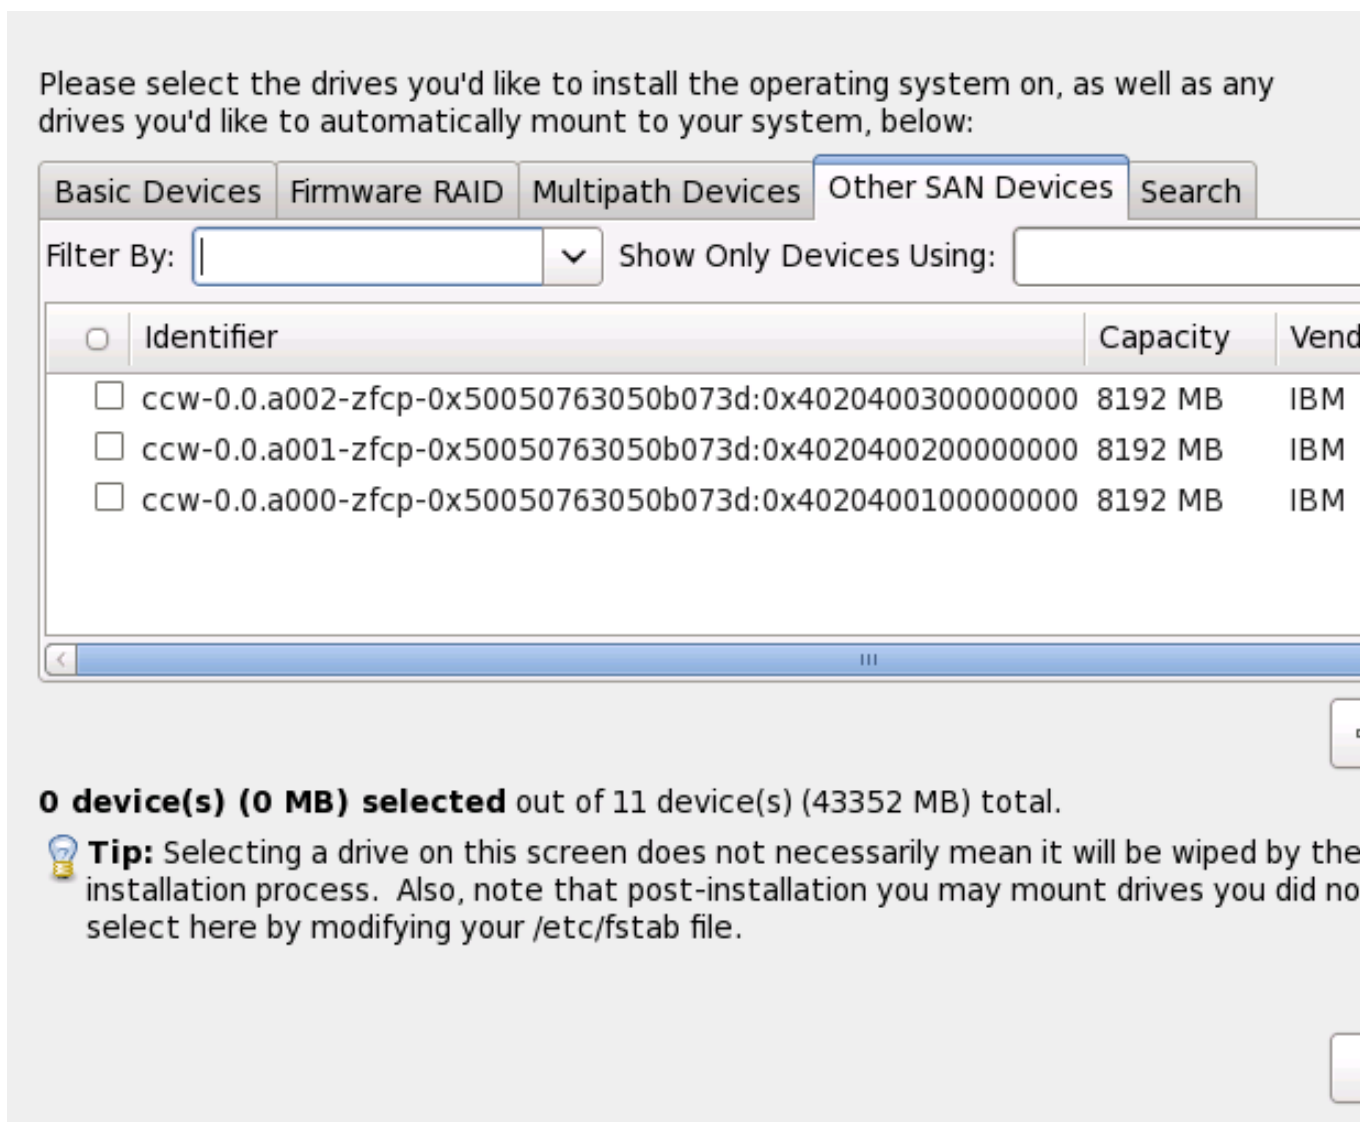 Please select the drives you'd like to install the operating system on, as well as any
drives you'd like to automatically mount to your system, below:
Basic Devices Firmware RAID Multipath Devices Other SAN Devices Search
Filter By: Show Only Devices Using:
Identifier Capacity Vend
ccw-0.0.a002-zfcp-0x50050763050b073d:0x4020400300000000 8192 MB IBM
ccw-0.0.a001-zfcp-0x50050763050b073d:0x4020400200000000 8192 MB IBM
ccw-0.0.a000-zfcp-0x50050763050b073d:0x4020400100000000 8192 MB IBM
0 device(s) (0 MB) selected out of 11 device(s) (43352 MB) total.
Tip: Selecting a drive on this screen does not necessarily mean it will be wiped by the
installation process. Also, note that post-installation you may mount drives you did no
select here by modifying your /etc/fstab file.